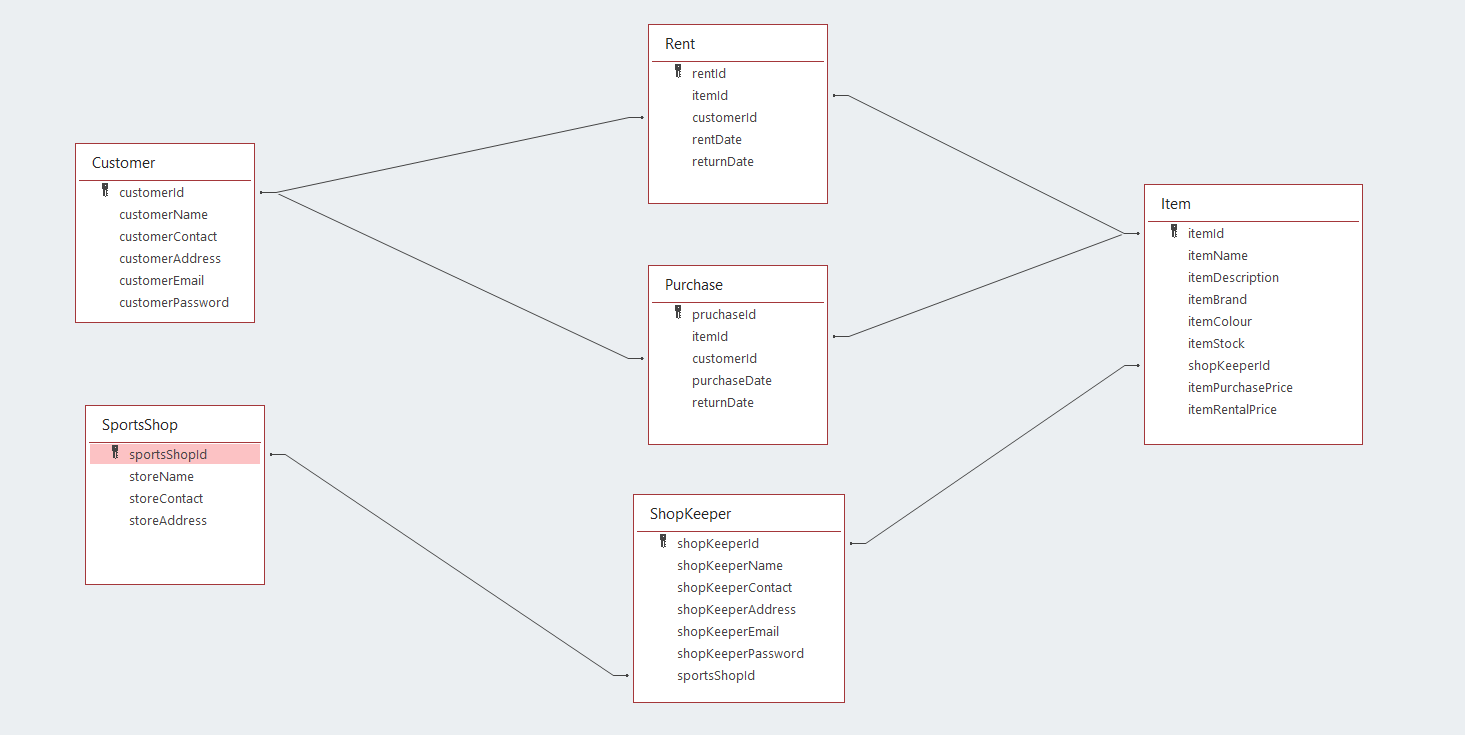 Rent
rentId
itemId
customerId
rentDate
returnDate
Customer
customerId
customerName
customerContact
customerAddress
customerEmail
customerPassword
Item
itemId
itemName
itemDescription
itemBrand
itemColour
itemStock
shopKeeperId
itemPurchasePrice
itemRentalPrice
Purchase
pruchaseId
itemId
customerId
purchaseDate
returnDate
SportsShop
sportsShopId
storeName
storeContact
storeAddress
ShopKeeper
shopKeeperId
shopKeeperName
shopKeeperContact
shopKeeperAddress
shopKeeperEmail
shopKeeperPassword
sportsShopId